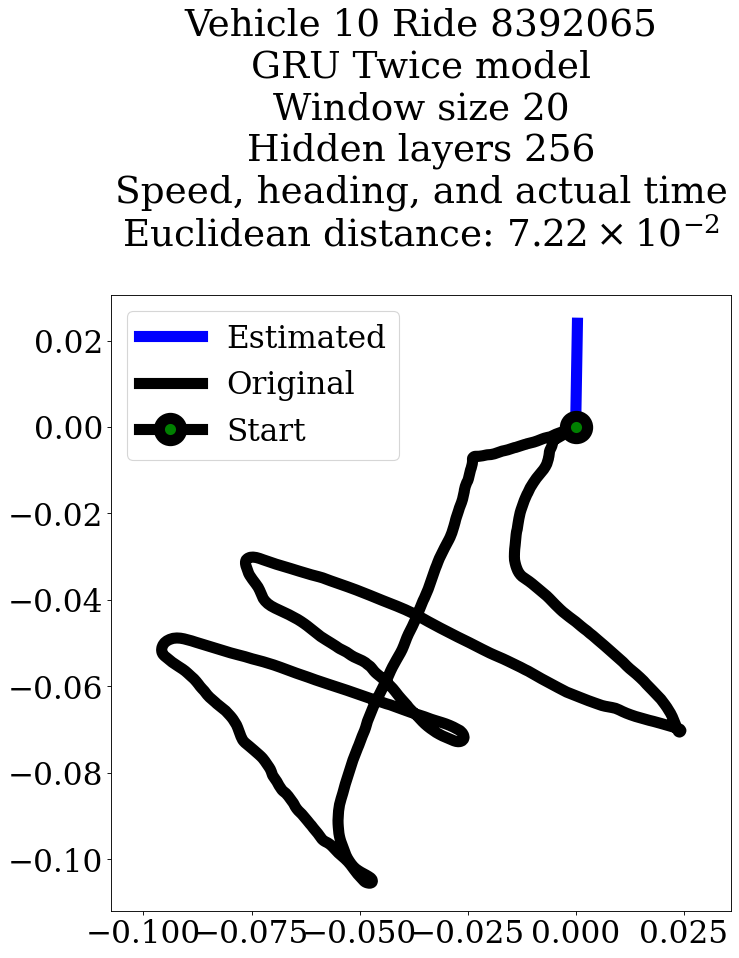 Vehicle 10 Ride 8392065
GRU Twice model
Window size 20
Hidden layers 256
Speed, heading, and actual time
Euclidean distance: 7.22 × 10⁻²
Estimated
Original
Start
0.02
0.00
−0.02
−0.04
−0.06
−0.08
−0.10
−0.100 −0.075 −0.050 −0.025 0.000 0.025